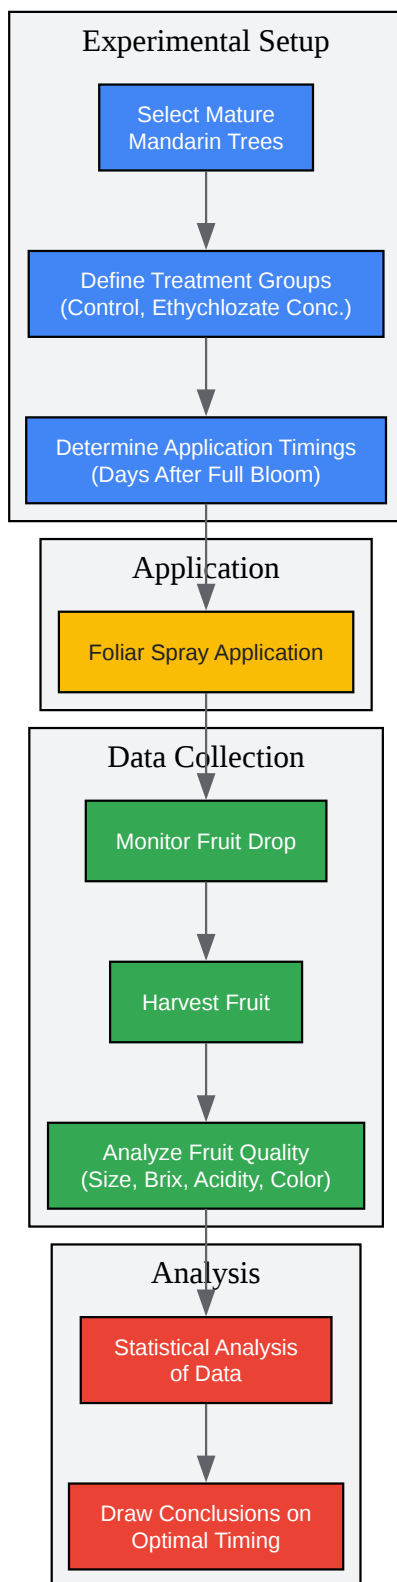 Experimental Setup
Select Mature
Mandarin Trees
Define Treatment Groups
(Control, Ethychlozate Conc.)
Determine Application Timings
(Days After Full Bloom)
Application
Foliar Spray Application
Data Collection
Monitor Fruit Drop
Harvest Fruit
Analyze Fruit Quality
(Size, Brix, Acidity, Color)
Analysis
Statistical Analysis
of Data
Draw Conclusions on
Optimal Timing